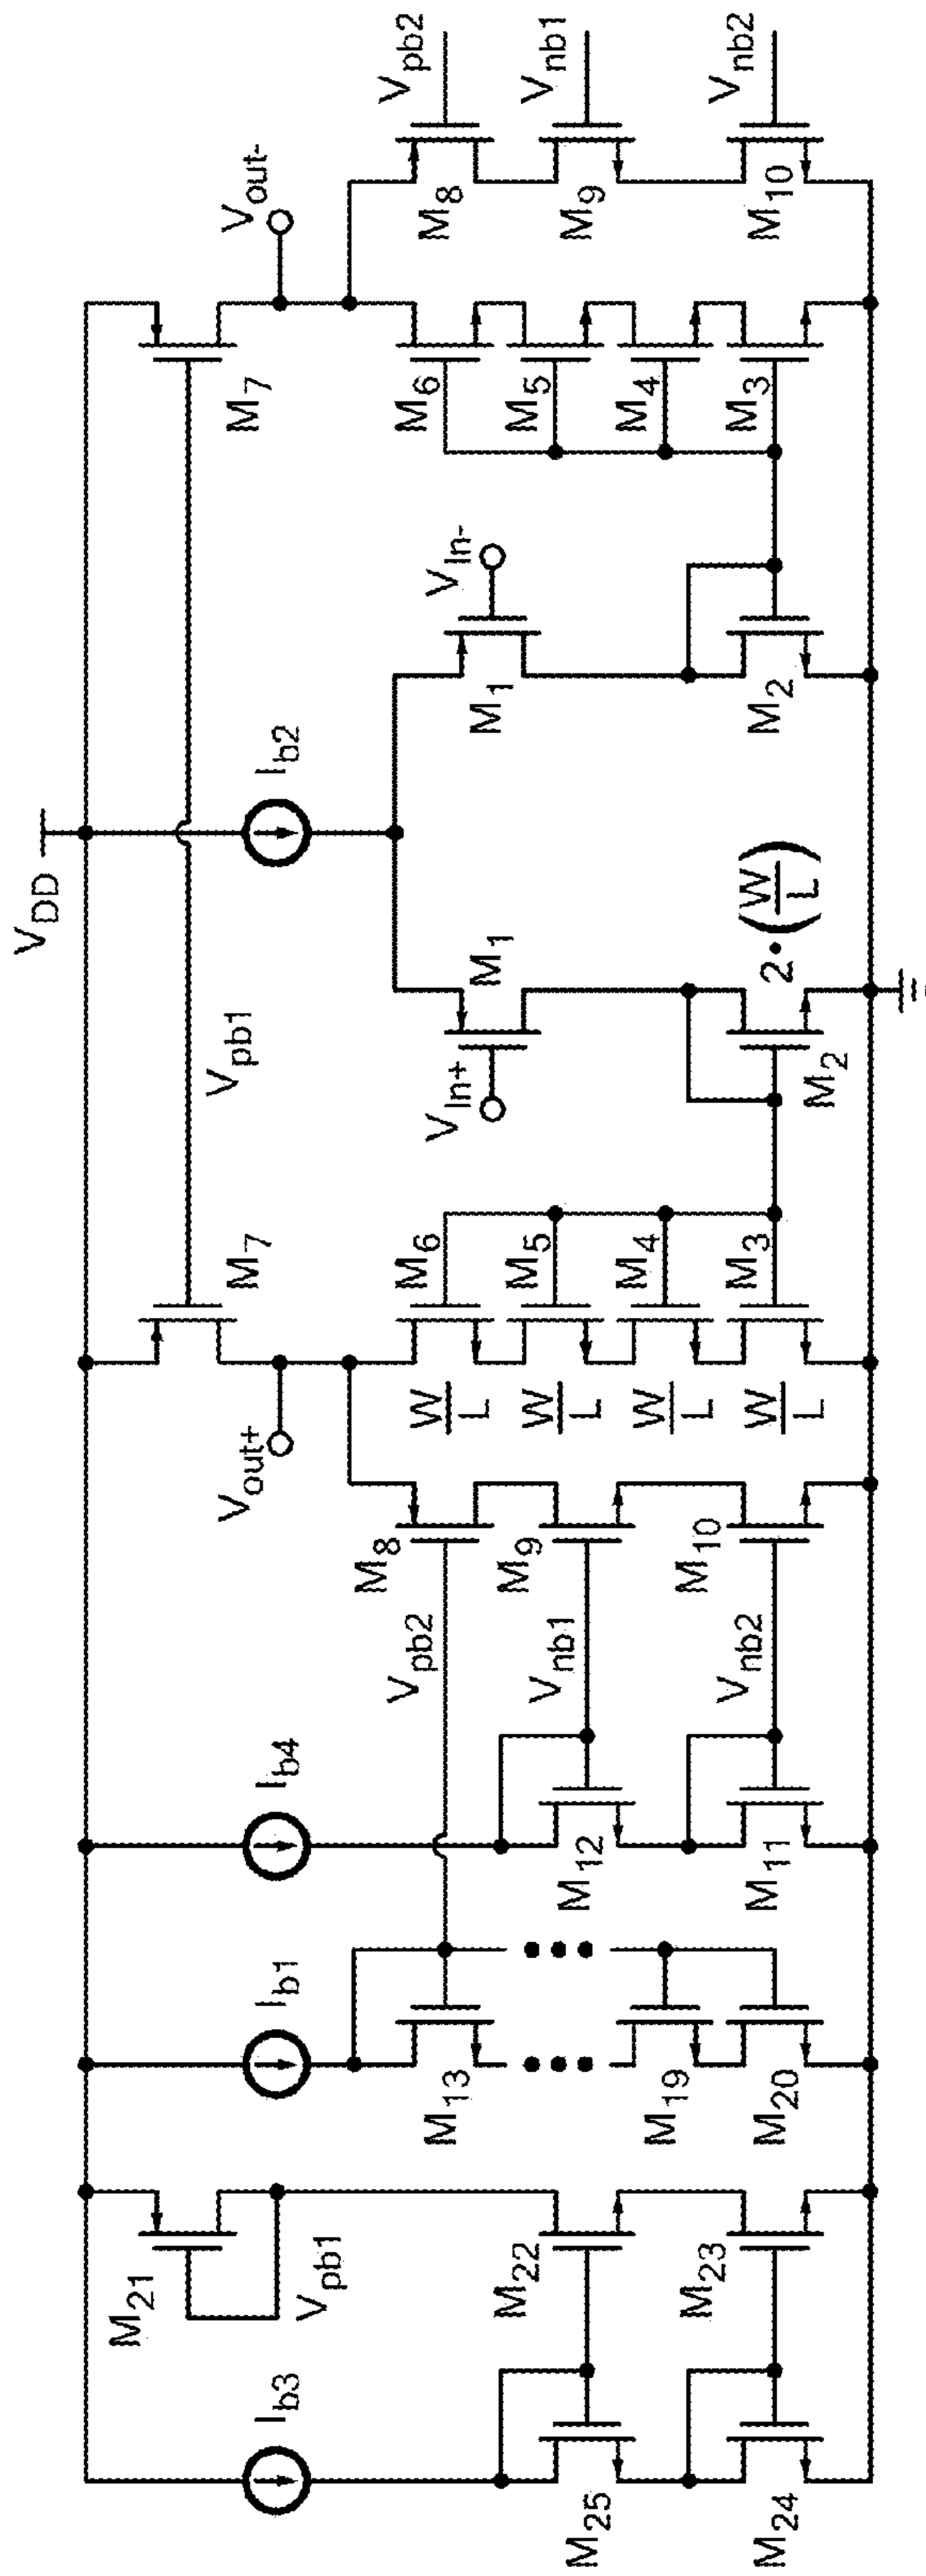 V_DD
V_pb1
I_b3
I_b1
I_b4
I_b2
M_21
V_pb1
M_7
M_7
V_out+
V_out-
M_13
M_8
V_pb2
M_6
W/L
V_In+
M_1
M_1
V_In-
M_6
M_8
V_pb2
M_25
M_22
M_12
V_nb1
M_9
W/L
M_5
M_5
M_9
V_nb1
M_19
W/L
M_4
M_4
M_24
M_23
M_20
M_11
V_nb2
M_10
W/L
M_3
M_2
2·(W/L)
M_2
M_3
M_10
V_nb2